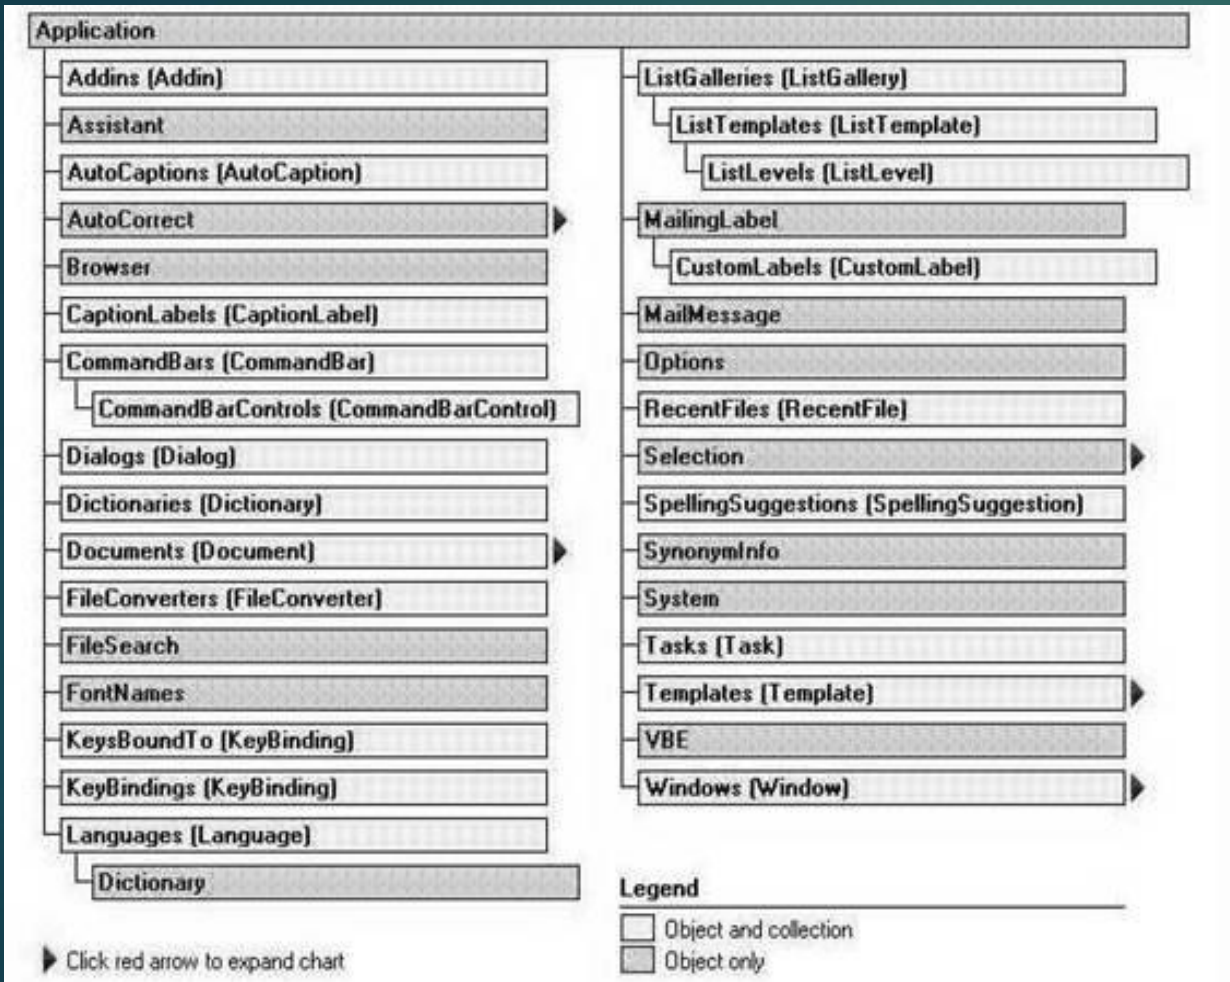 Application
Addins (Addin)
Assistant
AutoCaptions (AutoCaption)
AutoCorrect
Browser
CaptionLabels (CaptionLabel)
CommandBars (CommandBar)
CommandBarControls (CommandBarControl)
Dialogs (Dialog)
Dictionaries (Dictionary)
Documents (Document)
FileConverters (FileConverter)
FileSearch
FontNames
KeysBoundTo (KeyBinding)
KeyBindings (KeyBinding)
Languages (Language)
Dictionary
Click red arrow to expand chart
ListGalleries (ListGallery)
ListTemplates (ListTemplate)
ListLevels (ListLevel)
MailingLabel
CustomLabels (CustomLabel)
MailMessage
Options
RecentFiles (RecentFile)
Selection
SpellingSuggestions (SpellingSuggestion)
SynonymInfo
System
Tasks (Task)
Templates (Template)
VBE
Windows (Window)
Legend
Object and collection
Object only